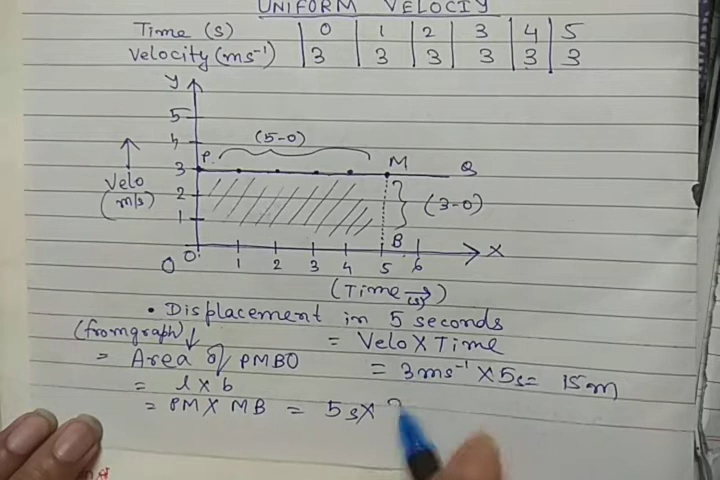 UNIFORM VELOCITY
Time (s) 0 1 2 3 4 5
Velocity (ms⁻¹) 3 3 3 3 3 3
Y
5
4 (5-0)
P. M Q
3
Velo (m/s)
2 (3-0)
1
B
O 0 1 2 3 4 5 6 X
(Time → (s))
• Displacement in 5 seconds
(from graph) = Velo X Time
= Area of PMBO = 3 ms⁻¹ X 5s = 15m
= l x b
= PM X MB = 5s X